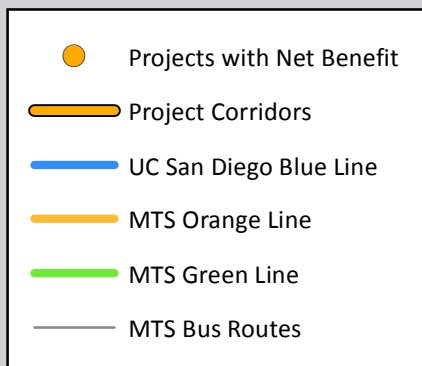 Projects with Net Benefit
Project Corridors
UC San Diego Blue Line
MTS Orange Line
MTS Green Line
MTS Bus Routes